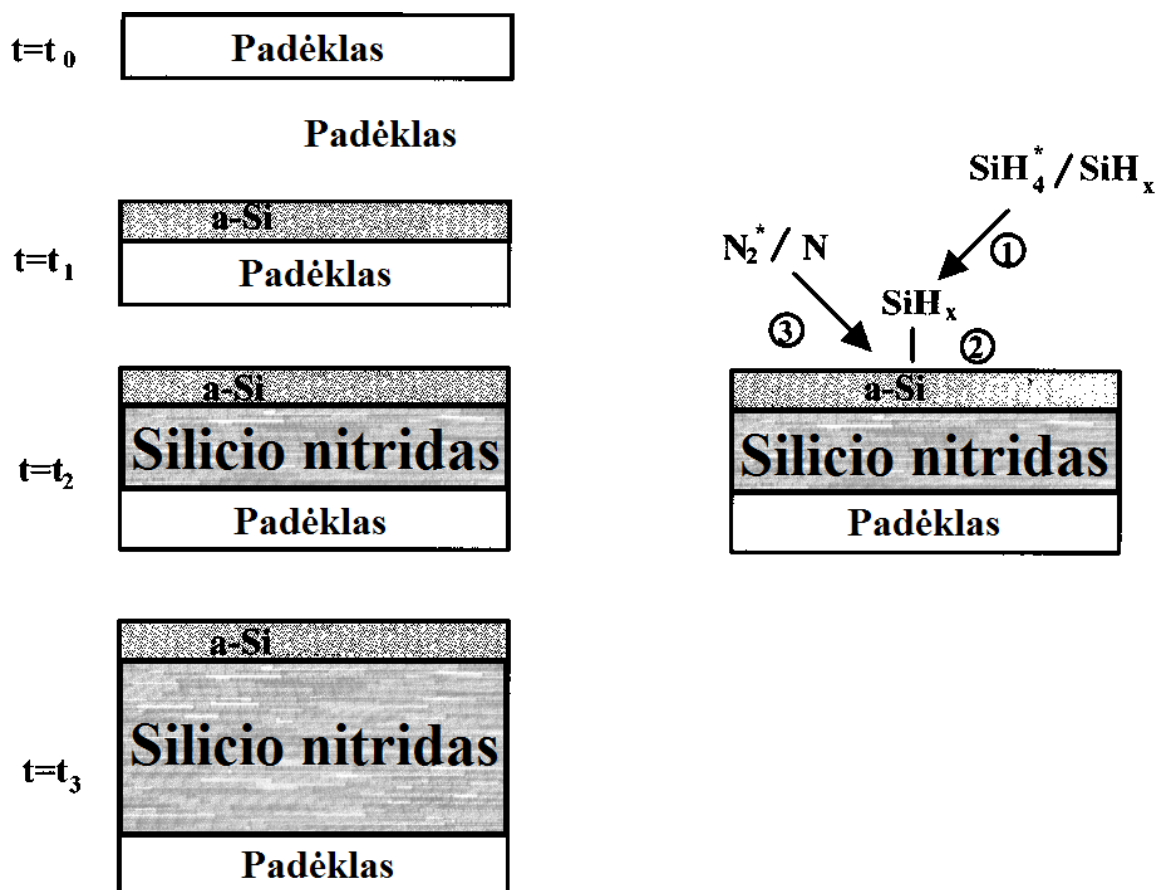 t=t₀
Padėklas
Padėklas
t=t₁
a-Si
Padėklas
t=t₂
a-Si
Silicio nitridas
Padėklas
t=t₃
a-Si
Silicio nitridas
Padėklas
SiH₄* / SiHₓ
①
N₂* / N
SiHₓ
③
②
a-Si
Silicio nitridas
Padėklas